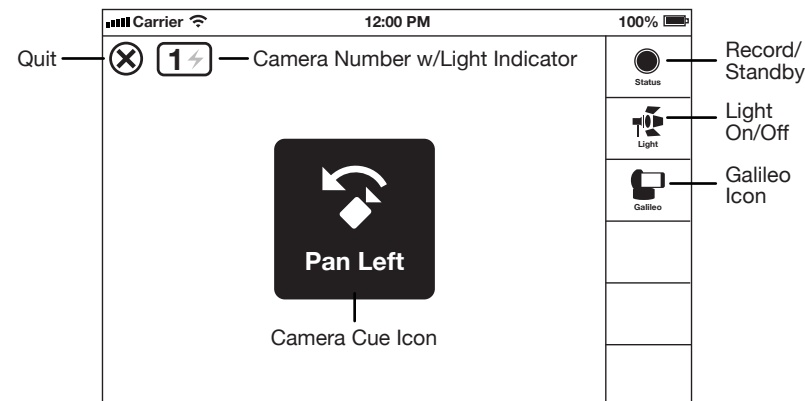 Carrier 12:00 PM 100%
Quit
1
Camera Number w/Light Indicator
Status
Record/
Standby
Light
Light
On/Off
Galileo
Galileo
Icon
Pan Left
Camera Cue Icon